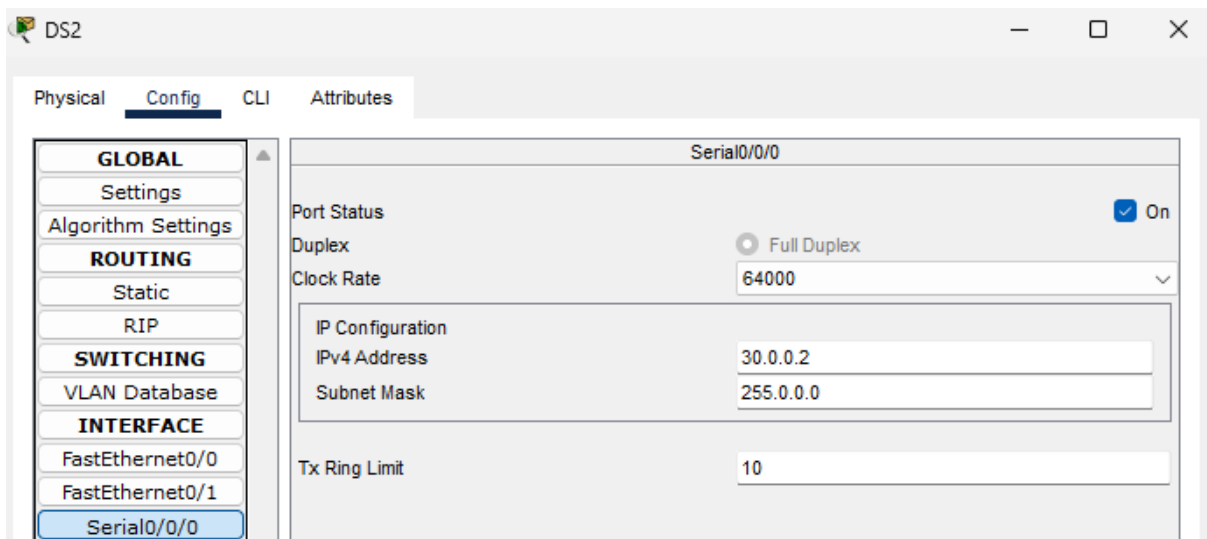 DS2
Physical Config CLI Attributes
GLOBAL
Settings
Algorithm Settings
ROUTING
Static
RIP
SWITCHING
VLAN Database
INTERFACE
FastEthernet0/0
FastEthernet0/1
Serial0/0/0
Serial0/0/0
Port Status On
Duplex Full Duplex
Clock Rate 64000
IP Configuration
IPv4 Address 30.0.0.2
Subnet Mask 255.0.0.0
Tx Ring Limit 10